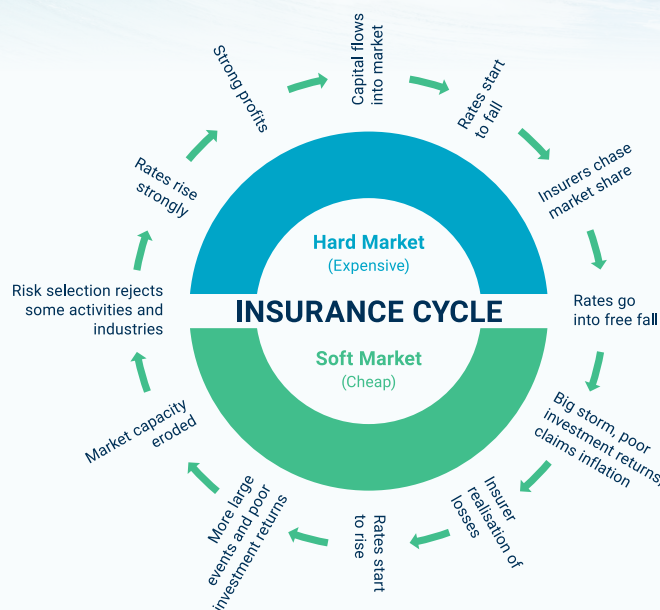 Capital flows
into market
Rates start
to fall
Insurers chase
market share
Rates go
into free fall
Big storm, poor
investment returns,
claims inflation
Insurer
realisation of
losses
Rates start
to rise
More large
events and poor
investment returns
Market capacity
eroded
Risk selection rejects
some activities and
industries
Rates rise
strongly
Strong profits
Hard Market
(Expensive)
INSURANCE CYCLE
Soft Market
(Cheap)